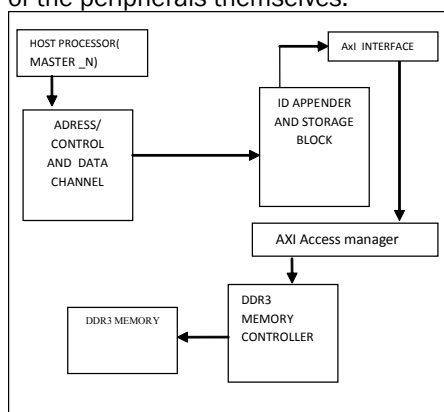 of the peripherals themselves.
HOST PROCESSOR(
MASTER _N)
AxI INTERFACE
ADRESS/
CONTROL
AND DATA
CHANNEL
ID APPENDER
AND STORAGE
BLOCK
AXI Access manager
DDR3
MEMORY
CONTROLLER
DDR3 MEMORY